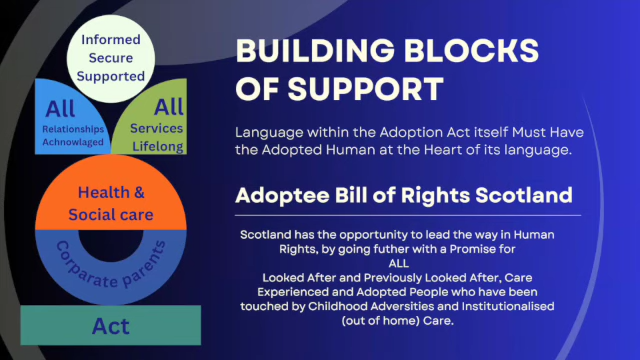 Informed
Secure
Supported
All
Relationships
Achnowlaged
All
Services
Lifelong
Health &
Social care
Corparate parents
Act
BUILDING BLOCKS
OF SUPPORT
Language within the Adoption Act itself Must Have
the Adopted Human at the Heart of its language.
Adoptee Bill of Rights Scotland
Scotland has the opportunity to lead the way in Human
Rights, by going futher with a Promise for
ALL
Looked After and Previously Looked After, Care
Experienced and Adopted People who have been
touched by Childhood Adversities and Institutionalised
(out of home) Care.